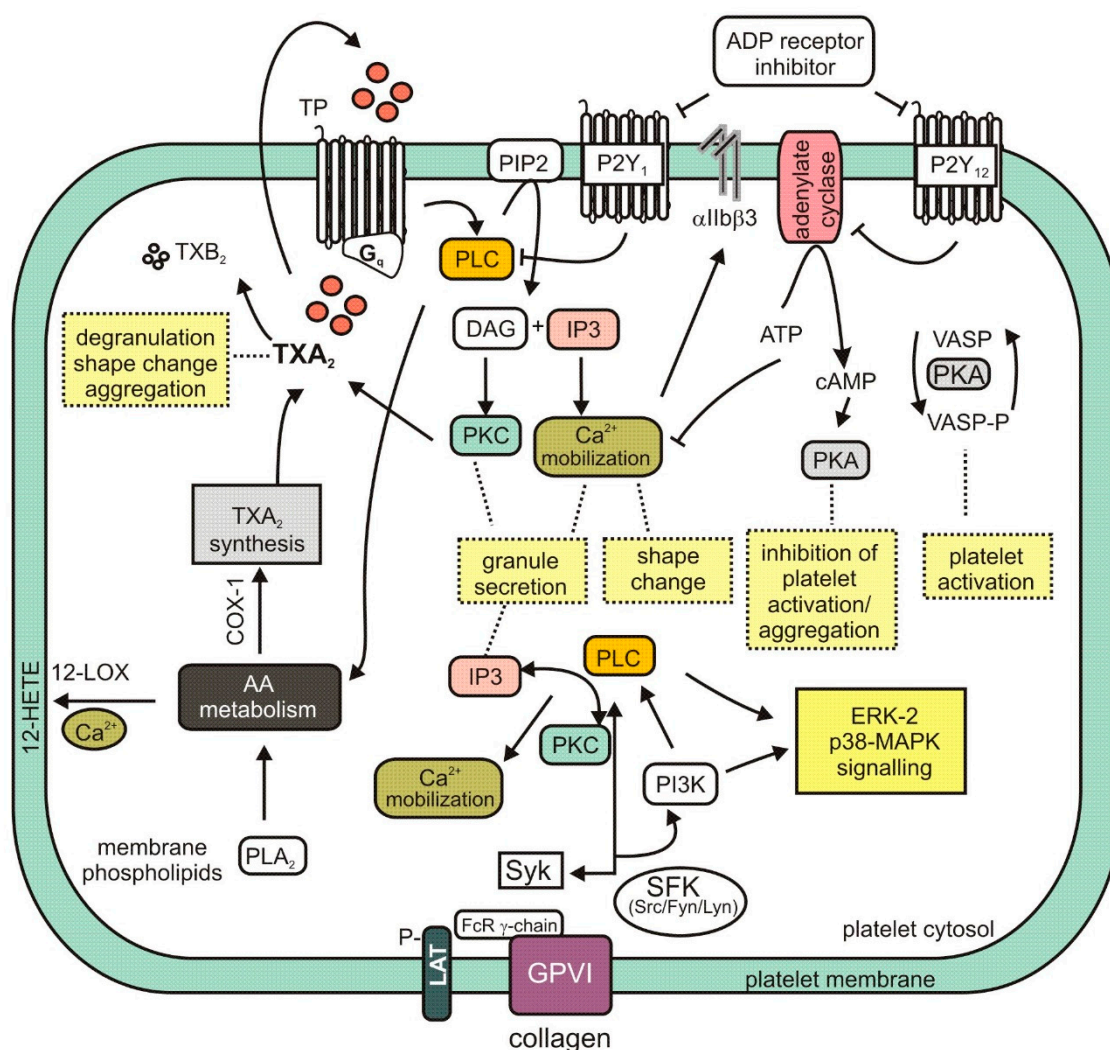 ADP receptor
inhibitor
TP
PIP2
P2Y₁
αIIbβ3
adenylate
cyclase
P2Y₁₂
Gq
PLC
TXB₂
degranulation
shape change
aggregation
TXA₂
DAG
+
IP3
ATP
cAMP
VASP
PKA
VASP-P
PKC
Ca²⁺
mobilization
PKA
TXA₂
synthesis
granule
secretion
shape
change
inhibition of
platelet
activation/
aggregation
platelet
activation
COX-1
12-LOX
Ca²⁺
12-HETE
AA
metabolism
IP3
PLC
PKC
Ca²⁺
mobilization
PI3K
ERK-2
p38-MAPK
signalling
membrane
phospholipids
PLA₂
Syk
SFK
(Src/Fyn/Lyn)
P-
LAT
FcR γ-chain
GPVI
collagen
platelet cytosol
platelet membrane